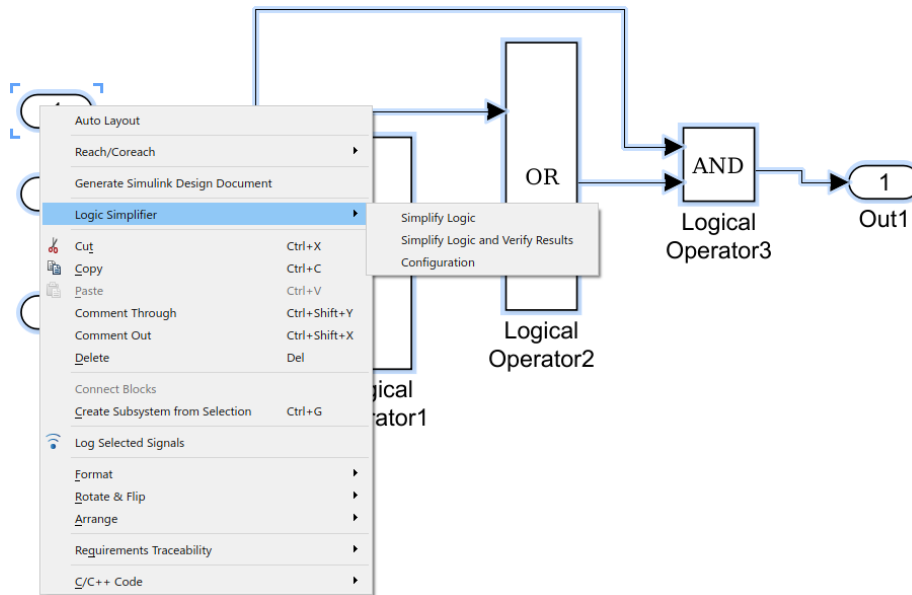 Auto Layout
Reach/Coreach
Generate Simulink Design Document
Logic Simplifier
Simplify Logic
Simplify Logic and Verify Results
Configuration
Cut Ctrl+X
Copy Ctrl+C
Paste Ctrl+V
Comment Through Ctrl+Shift+Y
Comment Out Ctrl+Shift+X
Delete Del
Connect Blocks
Create Subsystem from Selection Ctrl+G
Log Selected Signals
Format
Rotate & Flip
Arrange
Requirements Traceability
C/C++ Code
OR
Logical
Operator2
AND
Logical
Operator3
1
Out1